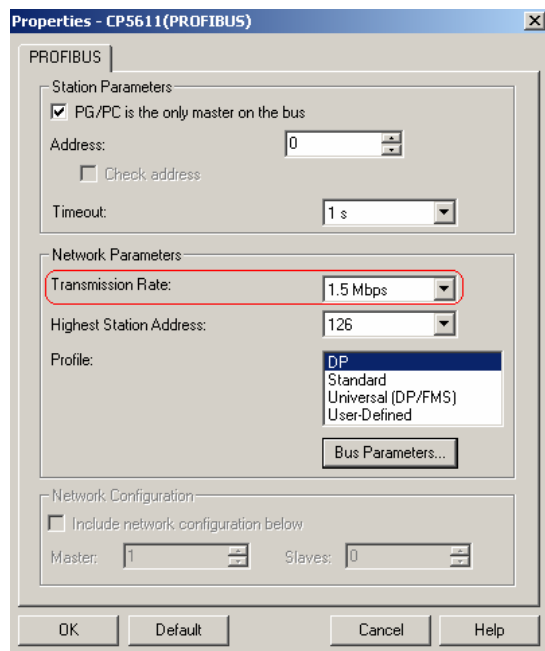 Properties - CP5611(PROFIBUS)
PROFIBUS
Station Parameters
PG/PC is the only master on the bus
Address: 0
Check address
Timeout: 1 s
Network Parameters
Transmission Rate: 1.5 Mbps
Highest Station Address: 126
Profile: DP
Standard
Universal (DP/FMS)
User-Defined
Bus Parameters...
Network Configuration
Include network configuration below
Master: 1 Slaves: 0
OK Default Cancel Help